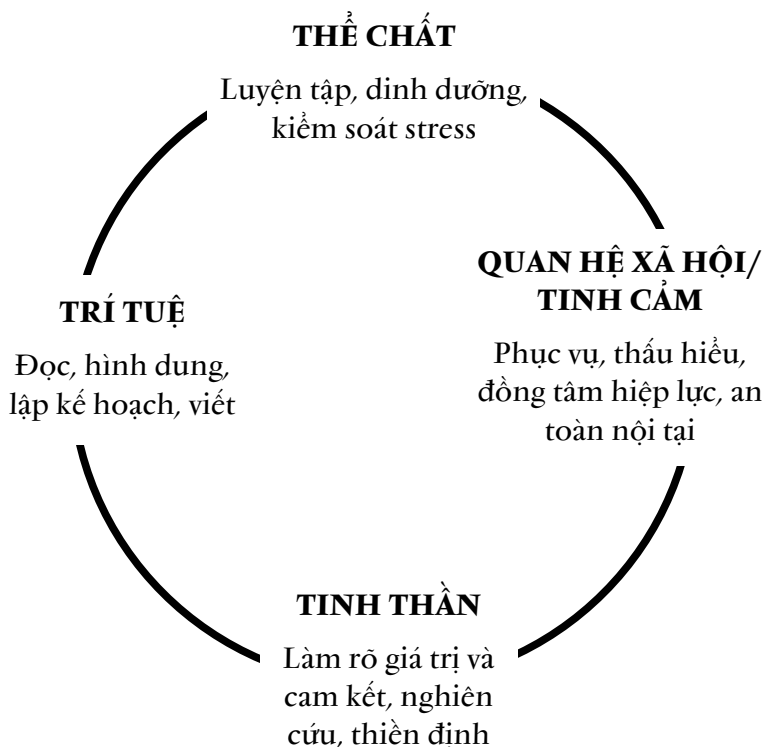 THỂ CHẤT
Luyện tập, dinh dưỡng,
kiểm soát stress
QUAN HỆ XÃ HỘI/
TINH CẢM
Phục vụ, thấu hiểu,
đồng tâm hiệp lực, an
toàn nội tại
TRÍ TUỆ
Đọc, hình dung,
lập kế hoạch, viết
TINH THẦN
Làm rõ giá trị và
cam kết, nghiên
cứu, thiền định